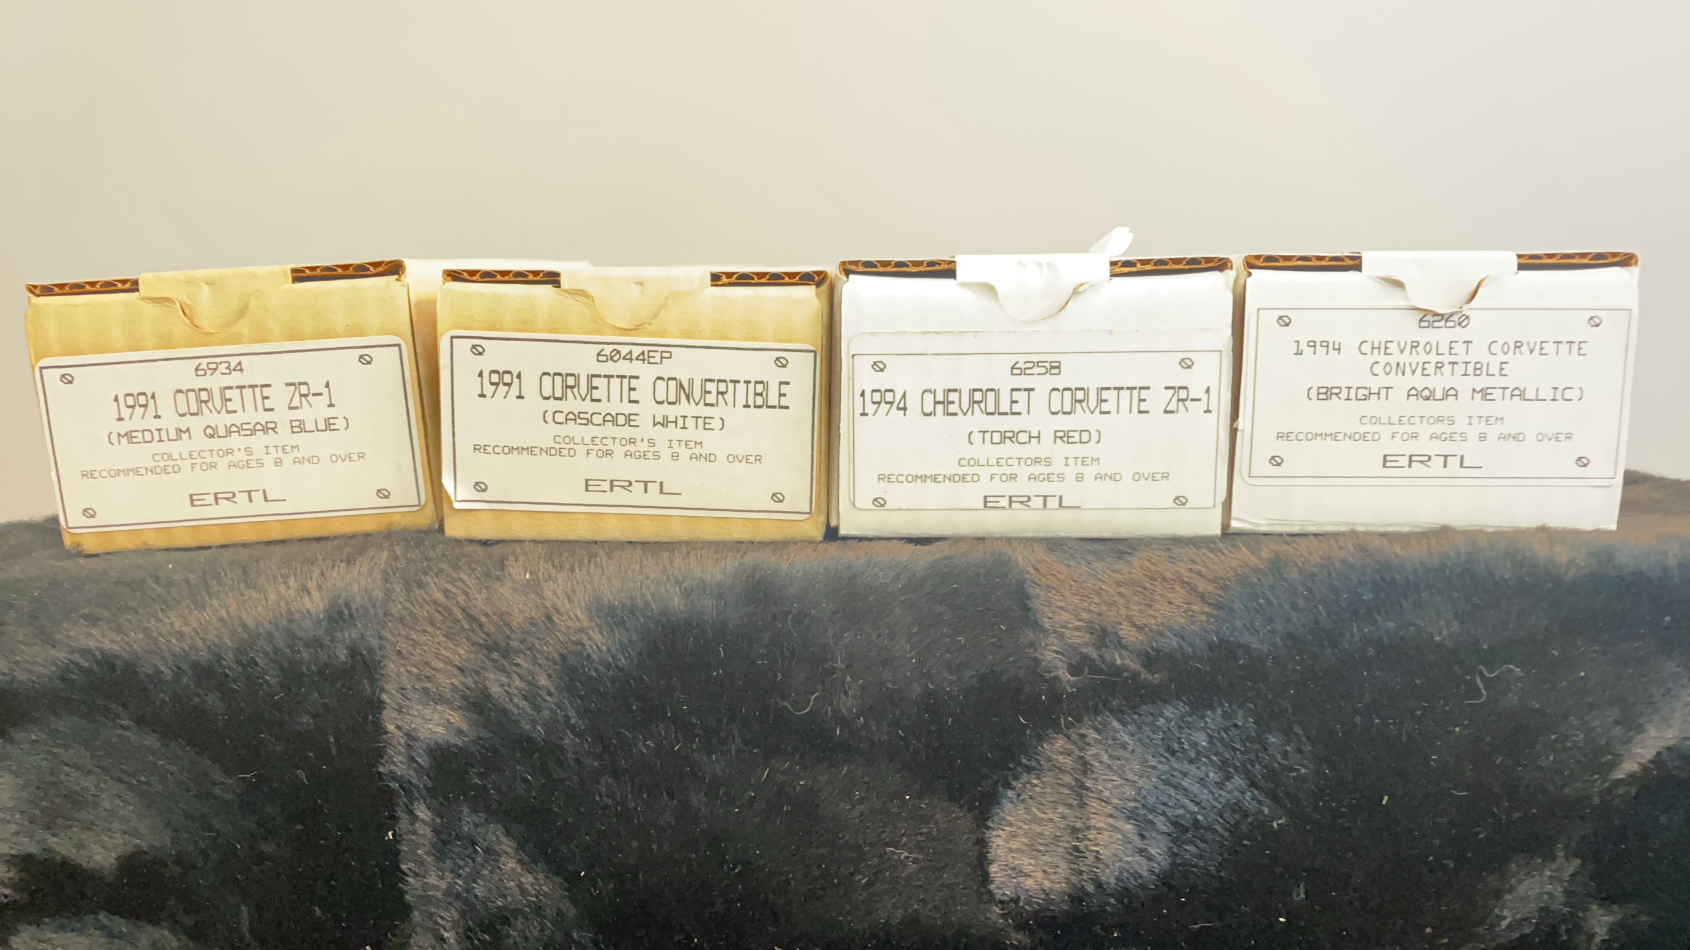 6934
1991 CORVETTE ZR-1
(MEDIUM QUASAR BLUE)
COLLECTOR'S ITEM
RECOMMENDED FOR AGES 8 AND OVER
ERTL
6044EP
1991 CORVETTE CONVERTIBLE
(CASCADE WHITE)
COLLECTOR'S ITEM
RECOMMENDED FOR AGES 8 AND OVER
ERTL
6258
1994 CHEVROLET CORVETTE ZR-1
(TORCH RED)
COLLECTORS ITEM
RECOMMENDED FOR AGES 8 AND OVER
ERTL
6260
1994 CHEVROLET CORVETTE
CONVERTIBLE
(BRIGHT AQUA METALLIC)
COLLECTORS ITEM
RECOMMENDED FOR AGES 8 AND OVER
ERTL